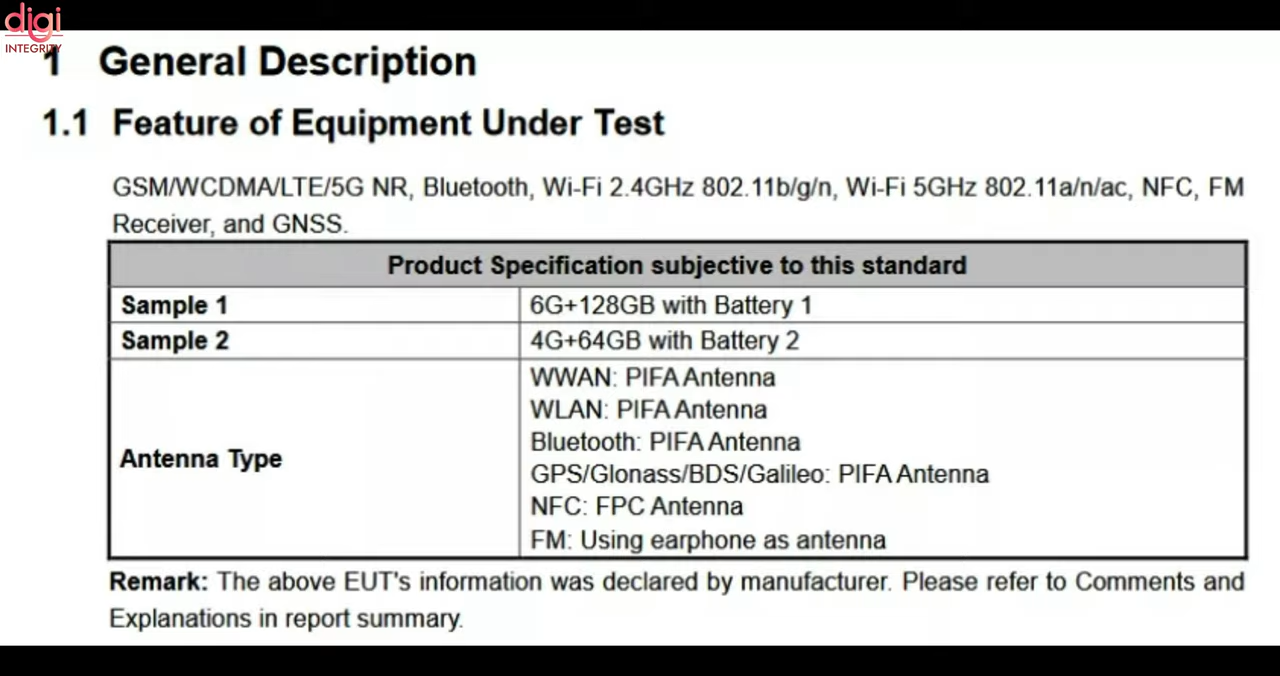 digi
INTEGRITY
1 General Description
1.1 Feature of Equipment Under Test
GSM/WCDMA/LTE/5G NR, Bluetooth, Wi-Fi 2.4GHz 802.11b/g/n, Wi-Fi 5GHz 802.11a/n/ac, NFC, FM
Receiver, and GNSS.
Product Specification subjective to this standard
Sample 1 6G+128GB with Battery 1
Sample 2 4G+64GB with Battery 2
Antenna Type
WWAN: PIFA Antenna
WLAN: PIFA Antenna
Bluetooth: PIFA Antenna
GPS/Glonass/BDS/Galileo: PIFA Antenna
NFC: FPC Antenna
FM: Using earphone as antenna
Remark: The above EUT's information was declared by manufacturer. Please refer to Comments and
Explanations in report summary.